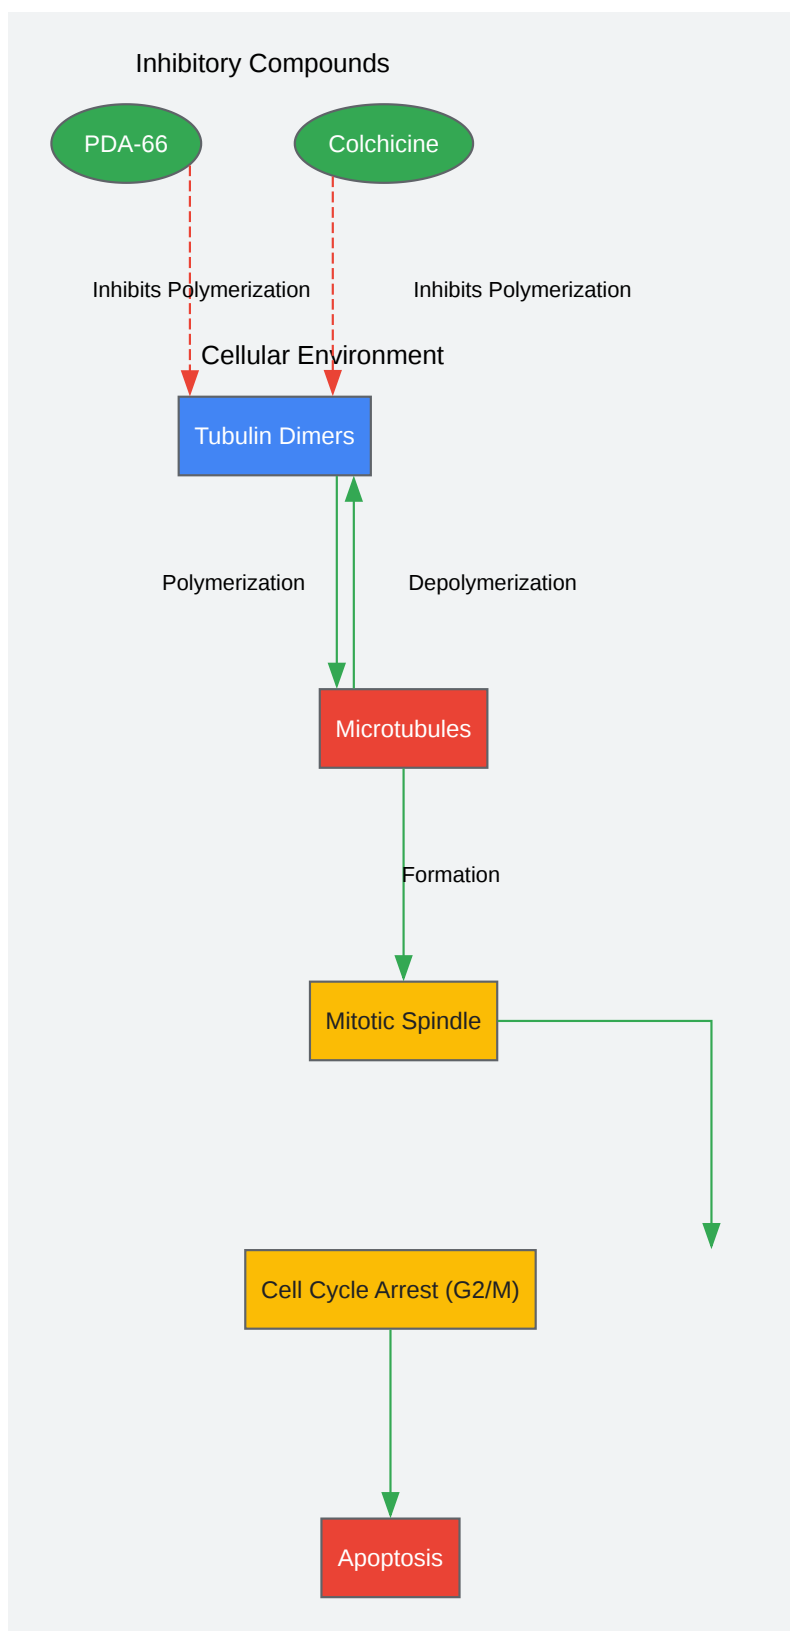 Inhibitory Compounds
PDA-66
Colchicine
Inhibits Polymerization
Inhibits Polymerization
Cellular Environment
Tubulin Dimers
Polymerization
Depolymerization
Microtubules
Formation
Mitotic Spindle
Cell Cycle Arrest (G2/M)
Apoptosis